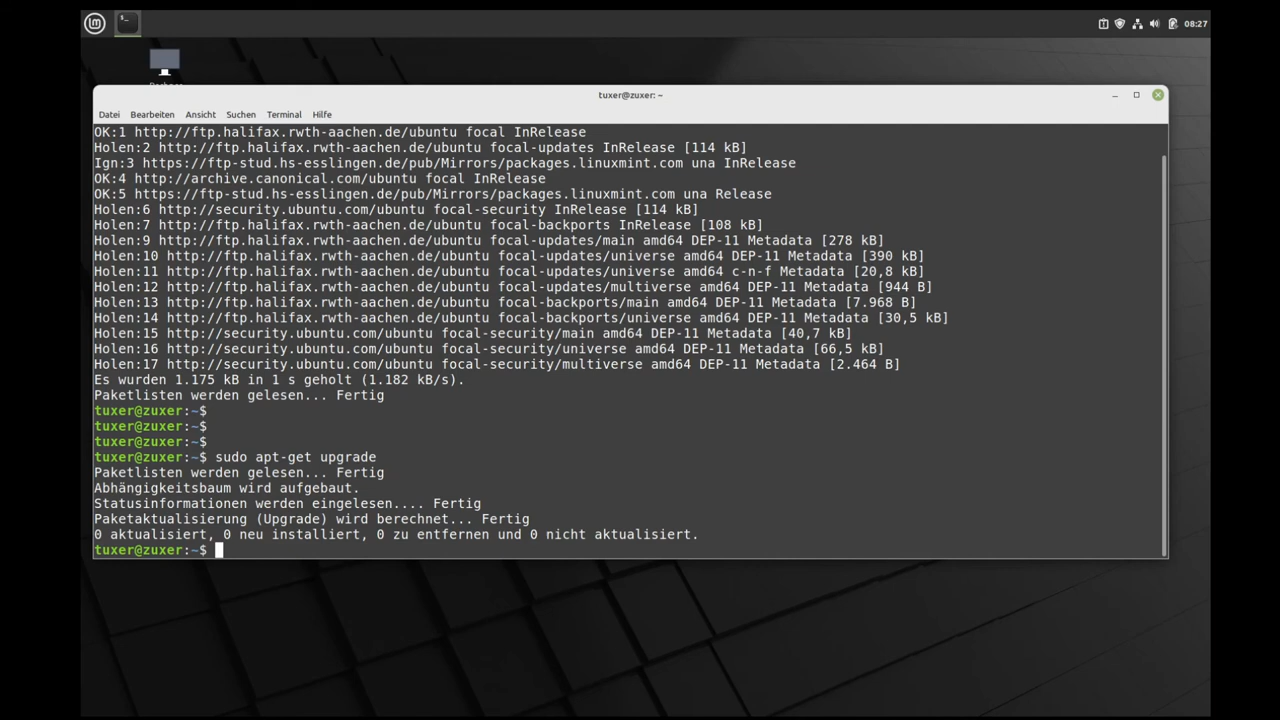 08:27
tuxer@zuxer: ~
Datei Bearbeiten Ansicht Suchen Terminal Hilfe
OK:1 http://ftp.halifax.rwth-aachen.de/ubuntu focal InRelease
Holen:2 http://ftp.halifax.rwth-aachen.de/ubuntu focal-updates InRelease [114 kB]
Ign:3 https://ftp-stud.hs-esslingen.de/pub/Mirrors/packages.linuxmint.com una InRelease
OK:4 http://archive.canonical.com/ubuntu focal InRelease
OK:5 https://ftp-stud.hs-esslingen.de/pub/Mirrors/packages.linuxmint.com una Release
Holen:6 http://security.ubuntu.com/ubuntu focal-security InRelease [114 kB]
Holen:7 http://ftp.halifax.rwth-aachen.de/ubuntu focal-backports InRelease [108 kB]
Holen:9 http://ftp.halifax.rwth-aachen.de/ubuntu focal-updates/main amd64 DEP-11 Metadata [278 kB]
Holen:10 http://ftp.halifax.rwth-aachen.de/ubuntu focal-updates/universe amd64 DEP-11 Metadata [390 kB]
Holen:11 http://ftp.halifax.rwth-aachen.de/ubuntu focal-updates/universe amd64 c-n-f Metadata [20,8 kB]
Holen:12 http://ftp.halifax.rwth-aachen.de/ubuntu focal-updates/multiverse amd64 DEP-11 Metadata [944 B]
Holen:13 http://ftp.halifax.rwth-aachen.de/ubuntu focal-backports/main amd64 DEP-11 Metadata [7.968 B]
Holen:14 http://ftp.halifax.rwth-aachen.de/ubuntu focal-backports/universe amd64 DEP-11 Metadata [30,5 kB]
Holen:15 http://security.ubuntu.com/ubuntu focal-security/main amd64 DEP-11 Metadata [40,7 kB]
Holen:16 http://security.ubuntu.com/ubuntu focal-security/universe amd64 DEP-11 Metadata [66,5 kB]
Holen:17 http://security.ubuntu.com/ubuntu focal-security/multiverse amd64 DEP-11 Metadata [2.464 B]
Es wurden 1.175 kB in 1 s geholt (1.182 kB/s).
Paketlisten werden gelesen... Fertig
tuxer@zuxer:~$
tuxer@zuxer:~$
tuxer@zuxer:~$
tuxer@zuxer:~$ sudo apt-get upgrade
Paketlisten werden gelesen... Fertig
Abhängigkeitsbaum wird aufgebaut.
Statusinformationen werden eingelesen.... Fertig
Paketaktualisierung (Upgrade) wird berechnet... Fertig
0 aktualisiert, 0 neu installiert, 0 zu entfernen und 0 nicht aktualisiert.
tuxer@zuxer:~$